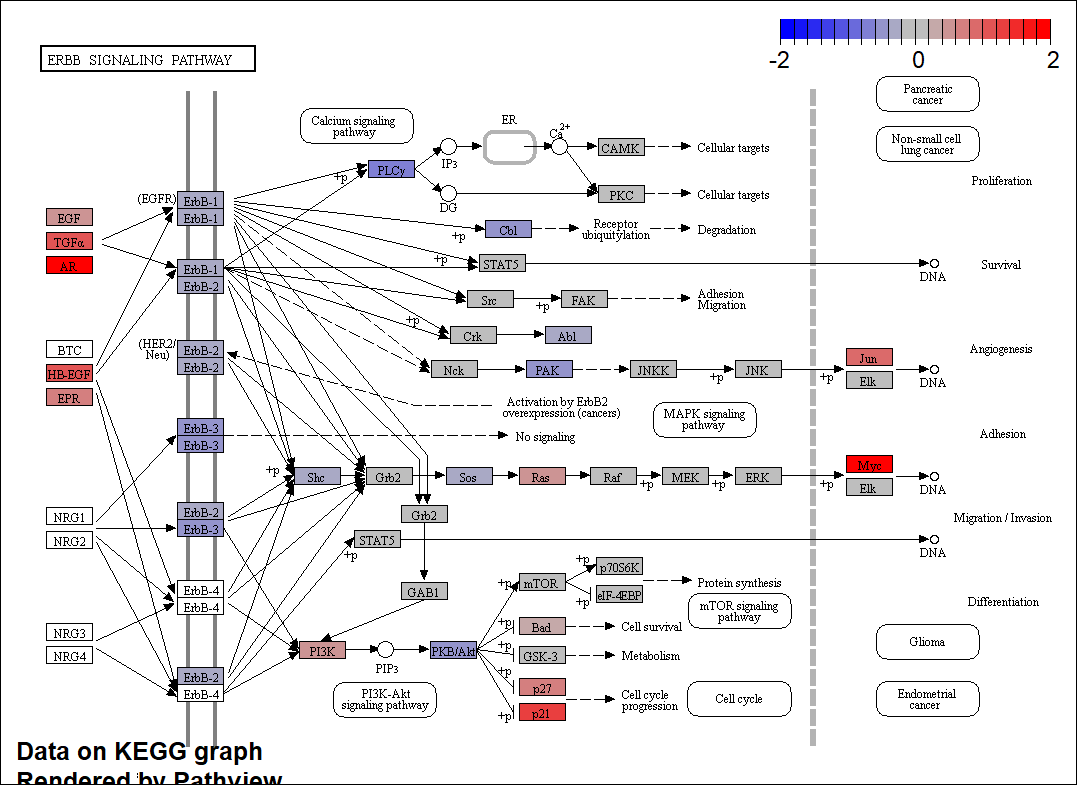 -2 0 2
ERBB SIGNALING PATHWAY
Pancreatic
cancer
Calcium signaling
pathway
ER
Ca2+
Non-small cell
lung cancer
CAMK
Cellular targets
IP3
PLCγ
+p
Proliferation
(EGFR)
ErbB-1
ErbB-1
DG
PKC
Cellular targets
EGF
TGFα
AR
Cbl
+p
Receptor
ubiquitylation
Degradation
ErbB-1
ErbB-2
+p
STAT5
DNA
Survival
Src
+p
FAK
Adhesion
Migration
+p
Crk
Abl
BTC
HB-EGF
EPR
(HER2/
Neu)
ErbB-2
ErbB-2
Nck
PAK
JNKK
+p
JNK
+p
Jun
Elk
DNA
Angiogenesis
Activation by ErbB2
overexpression (cancers)
MAPK signaling
pathway
ErbB-3
ErbB-3
No signaling
Adhesion
+p
Shc
Grb2
Sos
Ras
Raf
+p
MEK
+p
ERK
+p
Myc
Elk
DNA
NRG1
NRG2
ErbB-2
ErbB-3
Grb2
Migration / Invasion
STAT5
+p
DNA
ErbB-4
ErbB-4
GAB1
+p
mTOR
+p
p70S6K
+p
eIF-4EBP
Protein synthesis
mTOR signaling
pathway
Differentiation
NRG3
NRG4
+p
Bad
Cell survival
PI3K
PIP3
PKB/Akt
+p
GSK-3
Metabolism
Glioma
ErbB-2
ErbB-4
PI3K-Akt
signaling pathway
+p
p27
+p
p21
Cell cycle
progression
Cell cycle
Endometrial
cancer
Data on KEGG graph
Rendered by Pathview